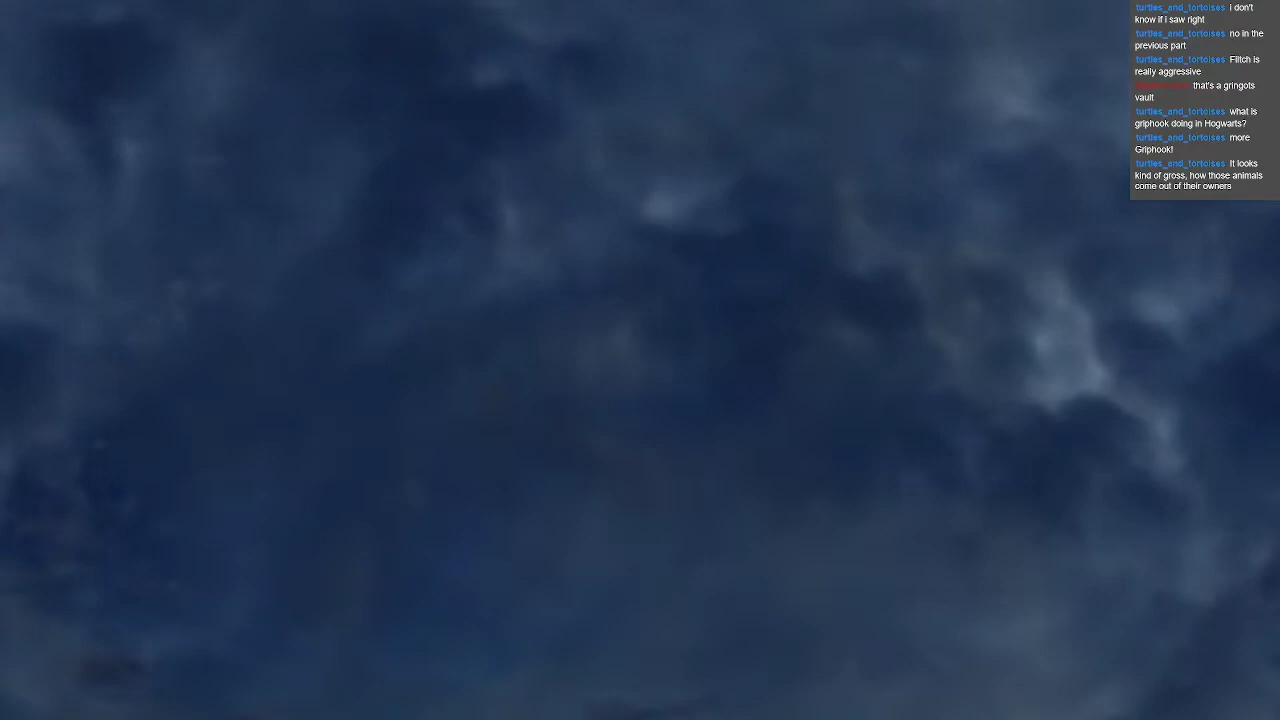 turtles_and_tortoises i don't
know if i saw right
turtles_and_tortoises no in the
previous part
turtles_and_tortoises Flitch is
really aggressive
that's a gringots
vault
turtles_and_tortoises what is
griphook doing in Hogwarts?
turtles_and_tortoises more
Griphook!
turtles_and_tortoises It looks
kind of gross, how those animals
come out of their owners